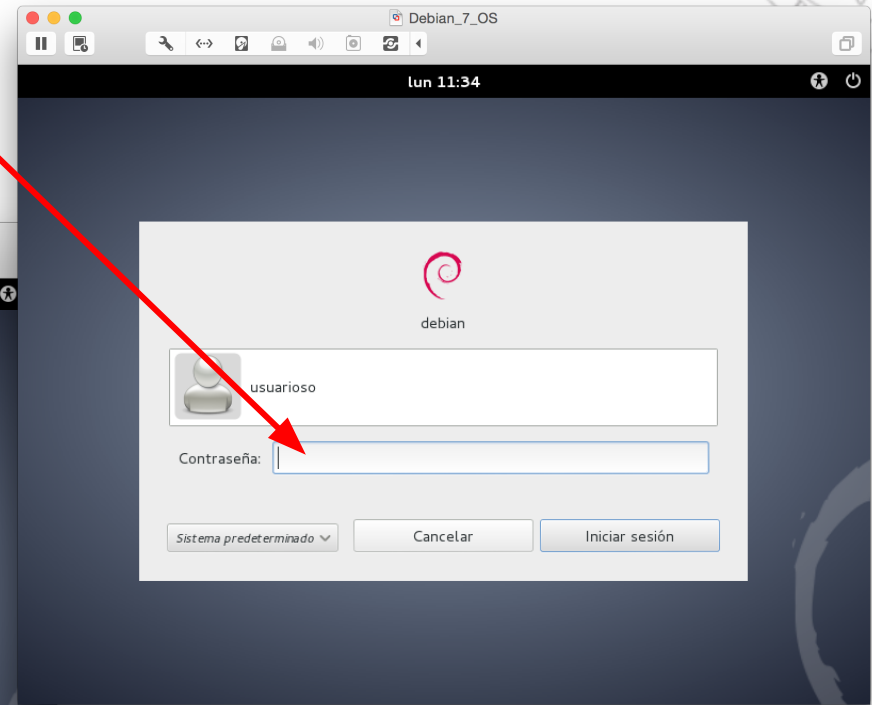 Debian_7_OS
lun 11:34
debian
usuarioso
Contraseña:
Sistema predeterminado
Cancelar
Iniciar sesión